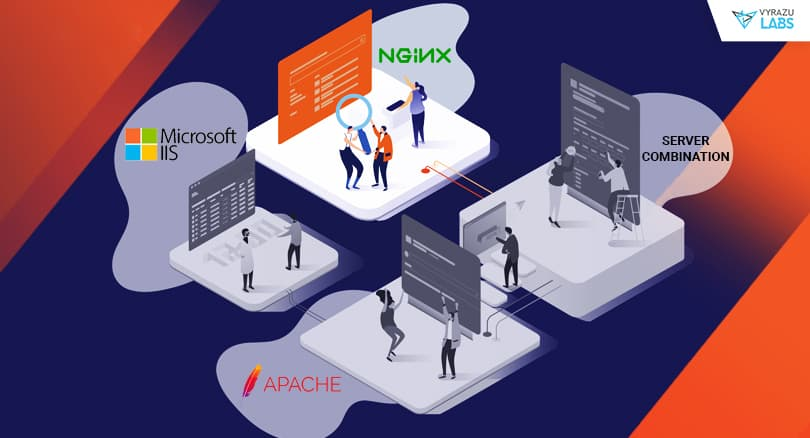 VYRAZU
LABS
NGINX
Microsoft
IIS
SERVER
COMBINATION
APACHE